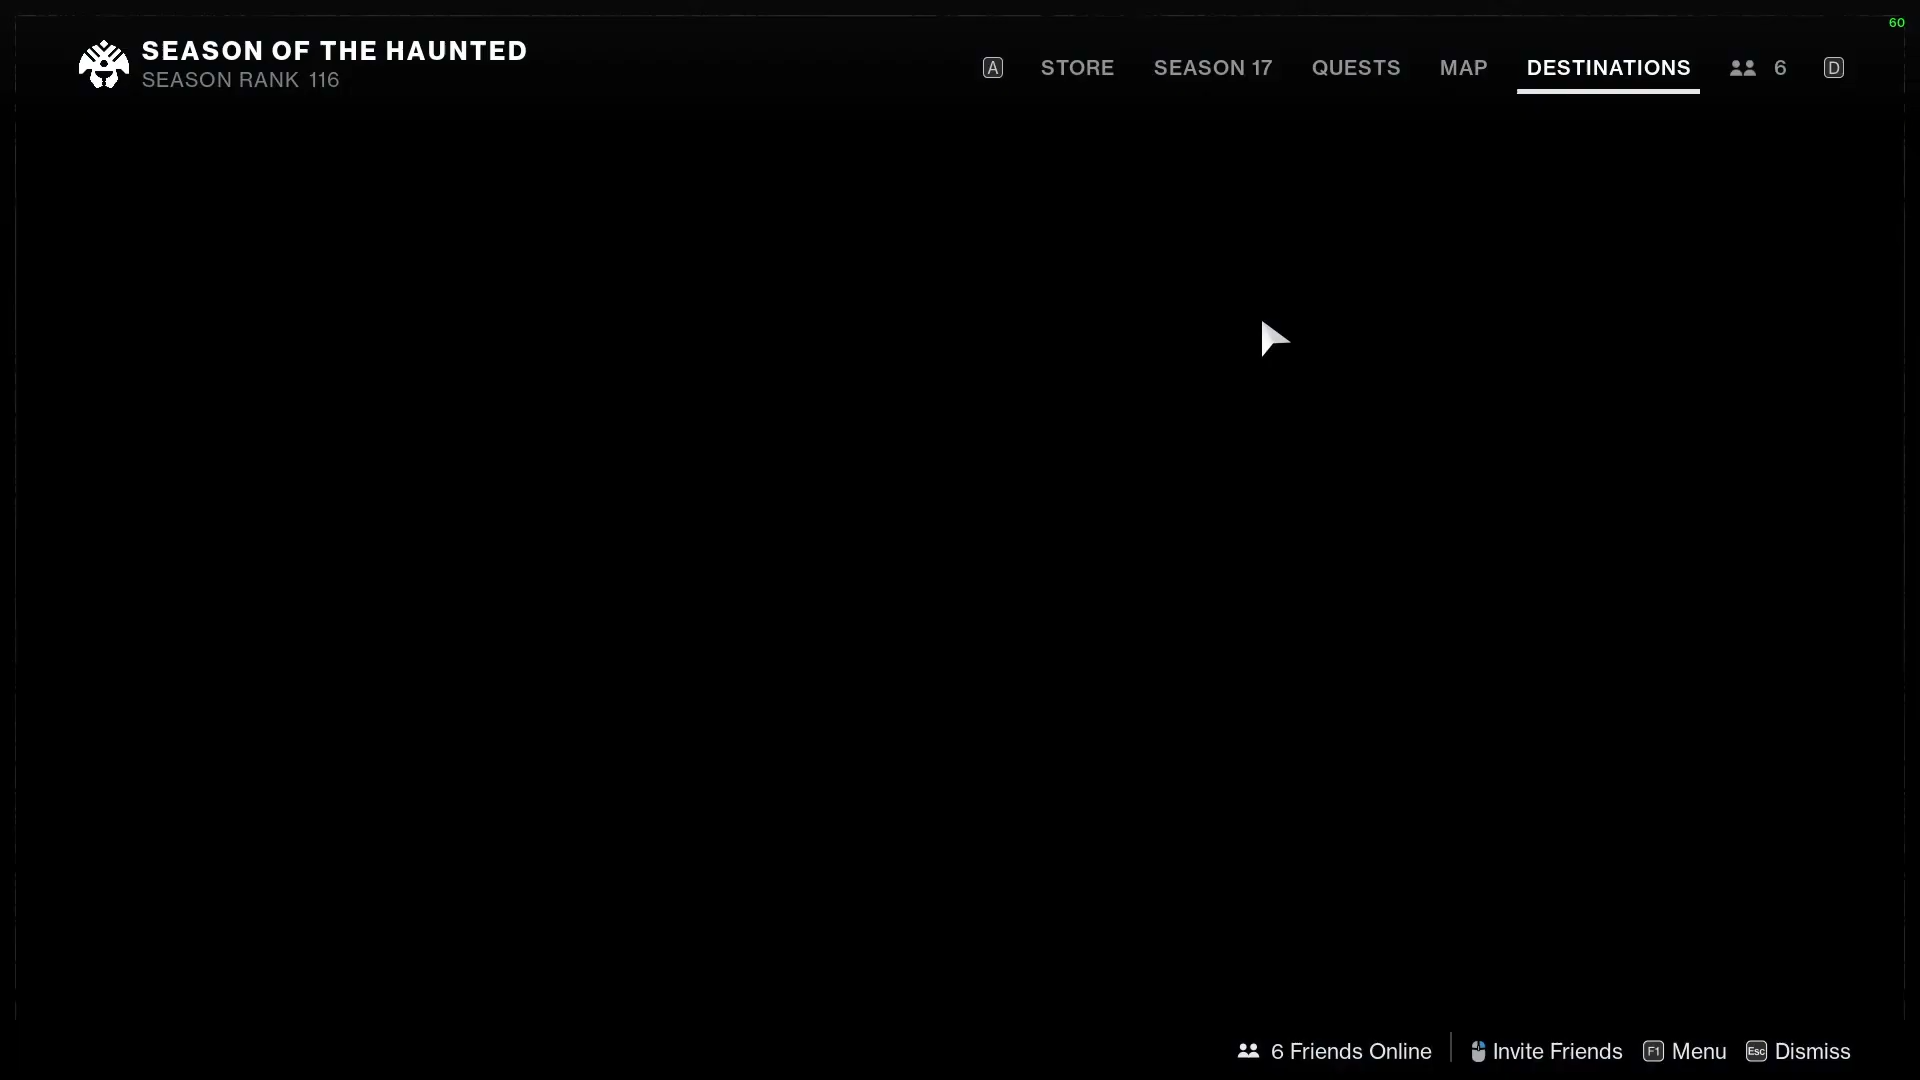 60
SEASON OF THE HAUNTED
SEASON RANK 116
A STORE SEASON 17 QUESTS MAP DESTINATIONS 6 D
6 Friends Online Invite Friends F1 Menu Esc Dismiss